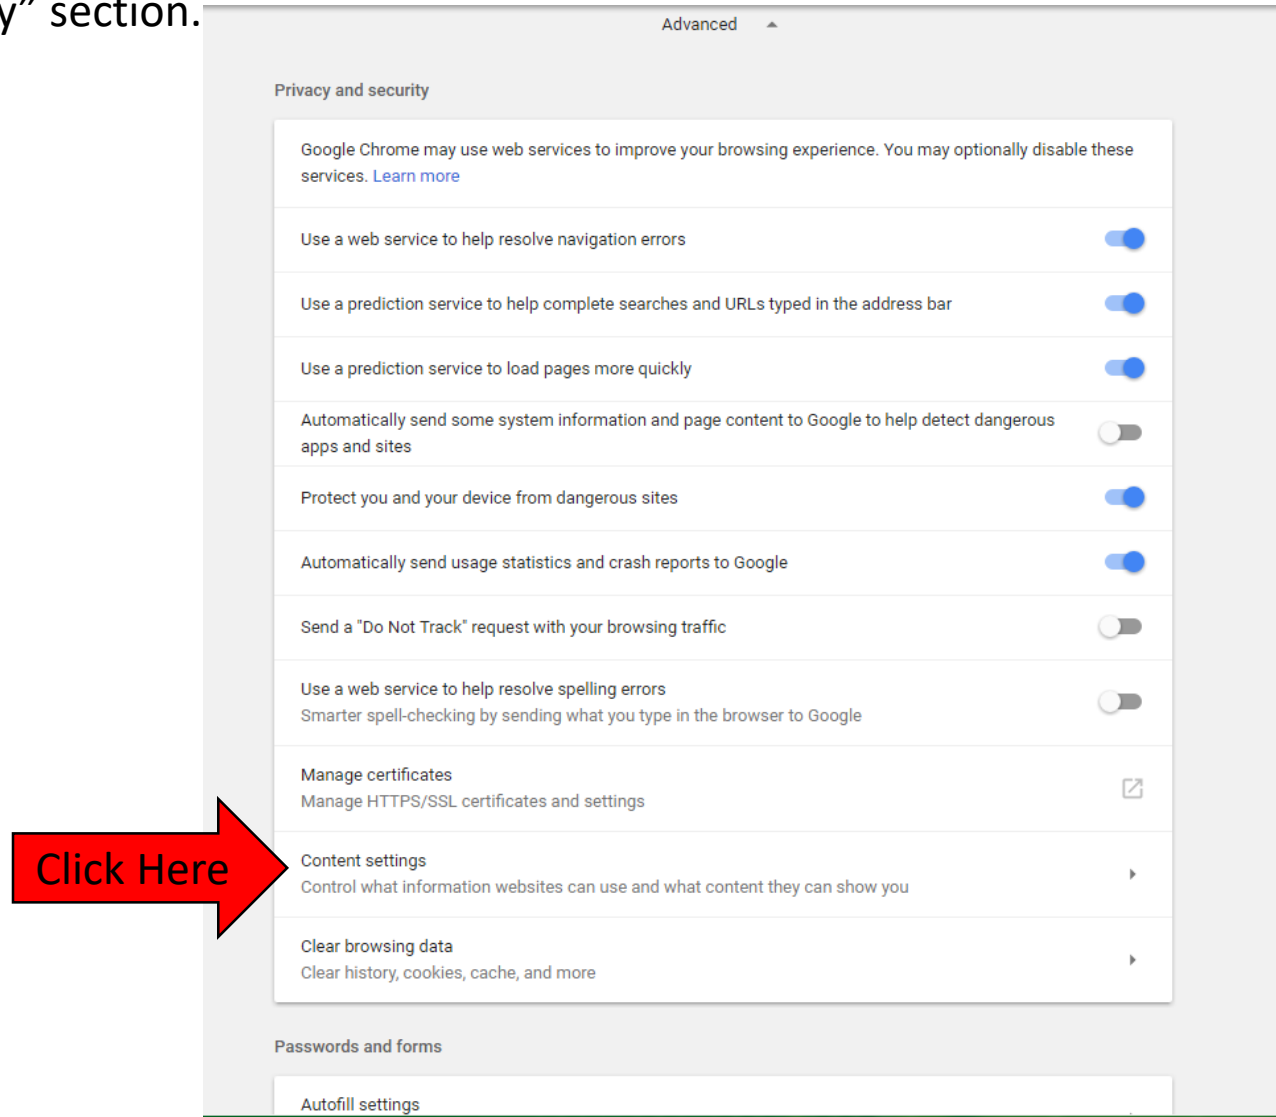 y” section.
Advanced
Privacy and security
Google Chrome may use web services to improve your browsing experience. You may optionally disable these
services. Learn more
Use a web service to help resolve navigation errors
Use a prediction service to help complete searches and URLs typed in the address bar
Use a prediction service to load pages more quickly
Automatically send some system information and page content to Google to help detect dangerous
apps and sites
Protect you and your device from dangerous sites
Automatically send usage statistics and crash reports to Google
Send a "Do Not Track" request with your browsing traffic
Use a web service to help resolve spelling errors
Smarter spell-checking by sending what you type in the browser to Google
Manage certificates
Manage HTTPS/SSL certificates and settings
Click Here
Content settings
Control what information websites can use and what content they can show you
Clear browsing data
Clear history, cookies, cache, and more
Passwords and forms
Autofill settings